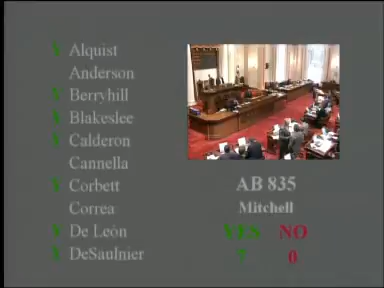 Y Alquist
Anderson
Y Berryhill
Y Blakeslee
Y Calderon
Cannella
Y Corbett
Correa
Y De León
Y DeSaulnier
AB 835
Mitchell
YES NO
7 0